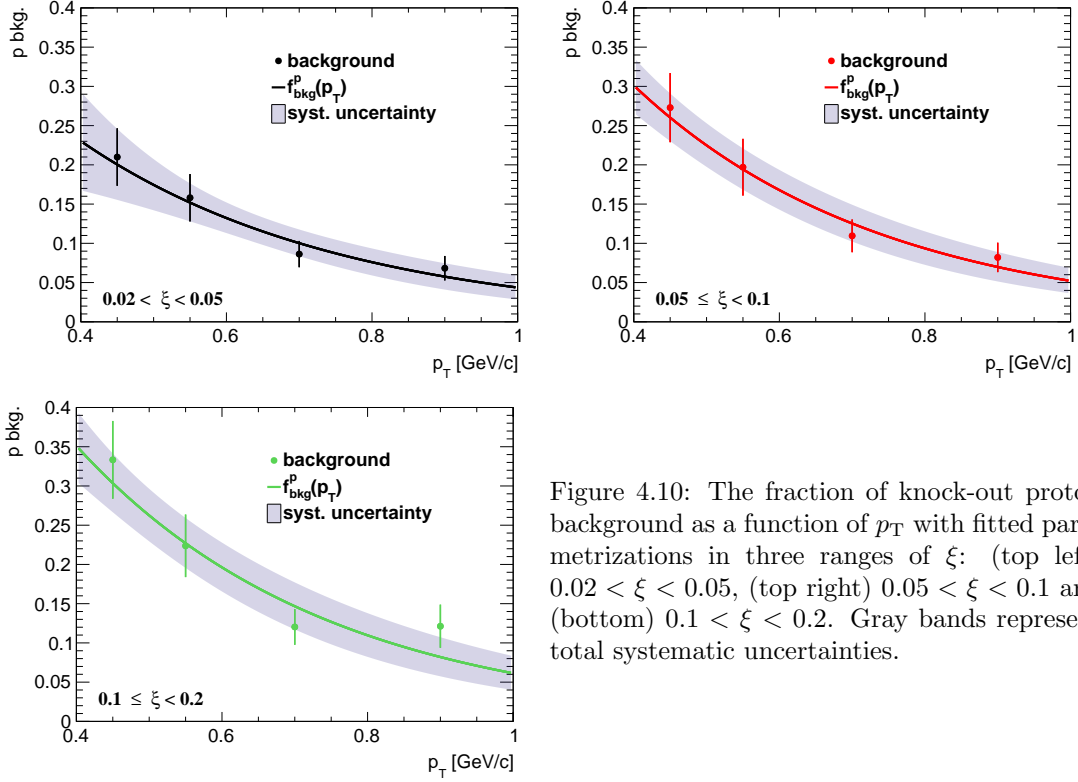 p bkg.
0.4
0.35
0.3
0.25
0.2
0.15
0.1
0.05
0
background
f^p_bkg(p_T)
syst. uncertainty
0.02 < ξ < 0.05
0.4 0.6 0.8 1
p_T [GeV/c]
p bkg.
0.4
0.35
0.3
0.25
0.2
0.15
0.1
0.05
0
background
f^p_bkg(p_T)
syst. uncertainty
0.05 ≤ ξ < 0.1
0.4 0.6 0.8 1
p_T [GeV/c]
p bkg.
0.4
0.35
0.3
0.25
0.2
0.15
0.1
0.05
0
background
f^p_bkg(p_T)
syst. uncertainty
0.1 ≤ ξ < 0.2
0.4 0.6 0.8 1
p_T [GeV/c]
Figure 4.10: The fraction of knock-out proto
background as a function of p_T with fitted par
metrizations in three ranges of ξ: (top lef
0.02 < ξ < 0.05, (top right) 0.05 < ξ < 0.1 an
(bottom) 0.1 < ξ < 0.2. Gray bands represe
total systematic uncertainties.